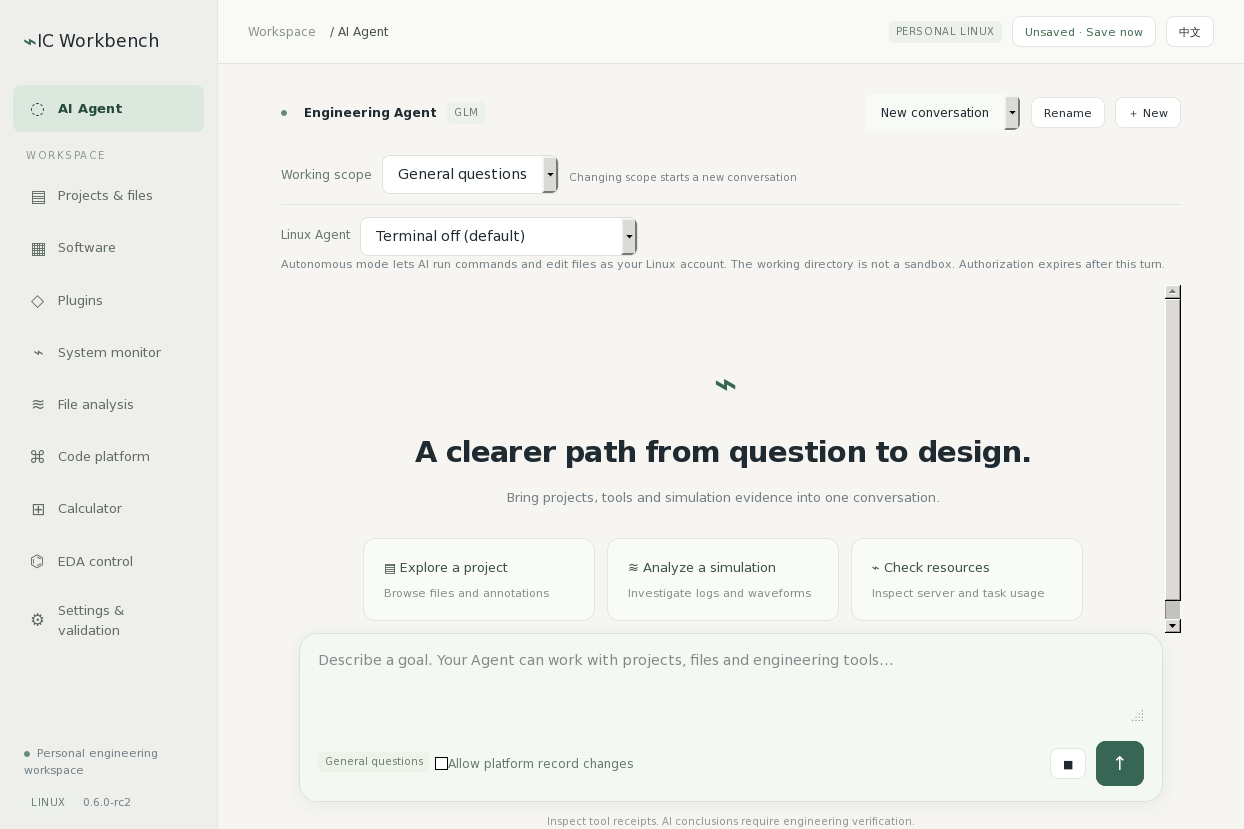 IC Workbench
AI Agent
WORKSPACE
Projects & files
Software
Plugins
System monitor
File analysis
Code platform
Calculator
EDA control
Settings &
validation
Personal engineering
workspace
LINUX 0.6.0-rc2
Workspace / AI Agent
PERSONAL LINUX
Unsaved · Save now
中文
Engineering Agent GLM
New conversation
Rename
+ New
Working scope General questions Changing scope starts a new conversation
Linux Agent Terminal off (default)
Autonomous mode lets AI run commands and edit files as your Linux account. The working directory is not a sandbox. Authorization expires after this turn.
A clearer path from question to design.
Bring projects, tools and simulation evidence into one conversation.
Explore a project
Browse files and annotations
Analyze a simulation
Investigate logs and waveforms
Check resources
Inspect server and task usage
Describe a goal. Your Agent can work with projects, files and engineering tools...
General questions Allow platform record changes
Inspect tool receipts. AI conclusions require engineering verification.